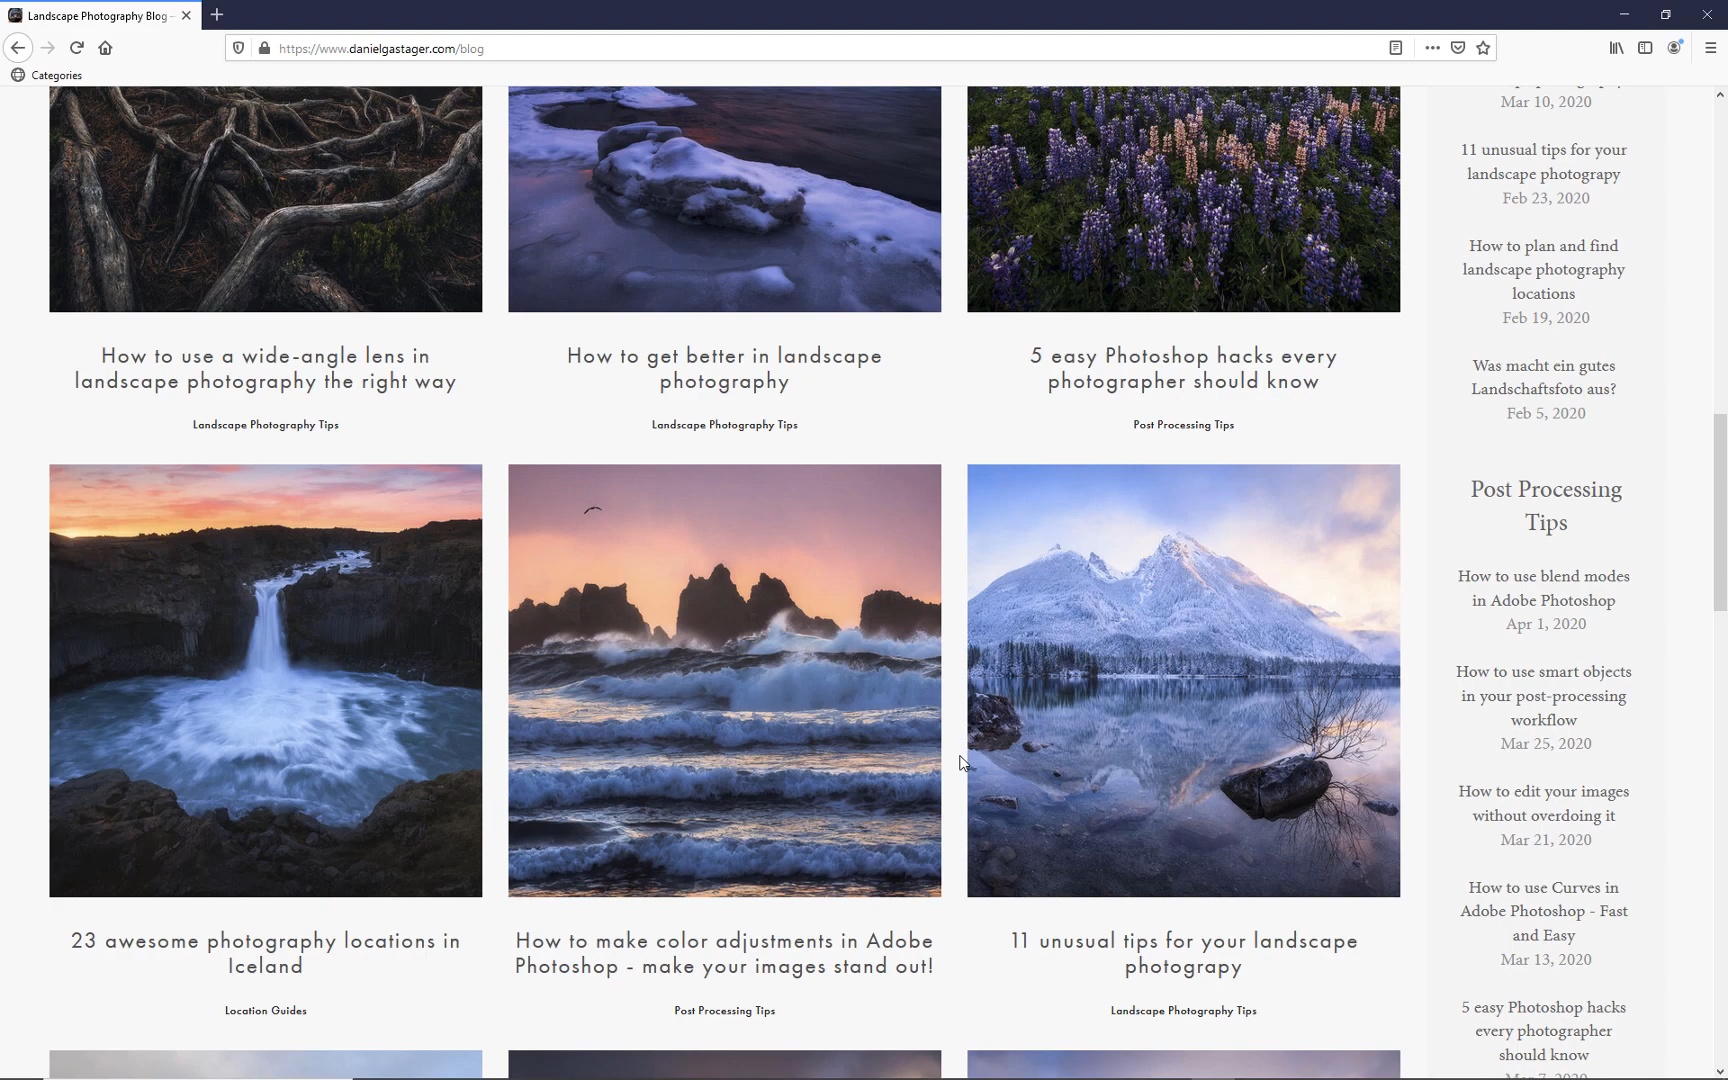 Landscape Photography Blog –
https://www.danielgastager.com/blog
Categories
How to use a wide-angle lens in
landscape photography the right way
Landscape Photography Tips
How to get better in landscape
photography
Landscape Photography Tips
5 easy Photoshop hacks every
photographer should know
Post Processing Tips
23 awesome photography locations in
Iceland
Location Guides
How to make color adjustments in Adobe
Photoshop - make your images stand out!
Post Processing Tips
11 unusual tips for your landscape
photograpy
Landscape Photography Tips
Mar 10, 2020
11 unusual tips for your
landscape photograpy
Feb 23, 2020
How to plan and find
landscape photography
locations
Feb 19, 2020
Was macht ein gutes
Landschaftsfoto aus?
Feb 5, 2020
Post Processing
Tips
How to use blend modes
in Adobe Photoshop
Apr 1, 2020
How to use smart objects
in your post-processing
workflow
Mar 25, 2020
How to edit your images
without overdoing it
Mar 21, 2020
How to use Curves in
Adobe Photoshop - Fast
and Easy
Mar 13, 2020
5 easy Photoshop hacks
every photographer
should know
Mar 7, 2020